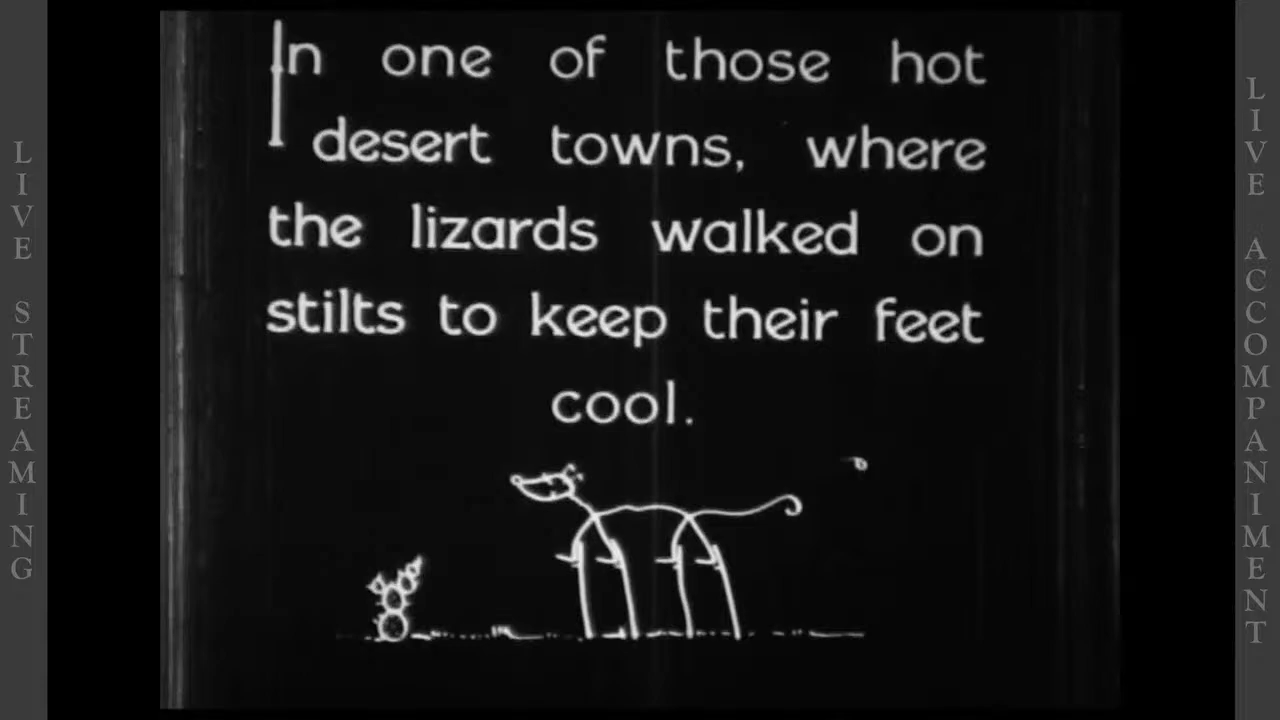 LIVE STREAMING
In one of those hot
desert towns, where
the lizards walked on
stilts to keep their feet
cool.
LIVE ACCOMPANIMENT